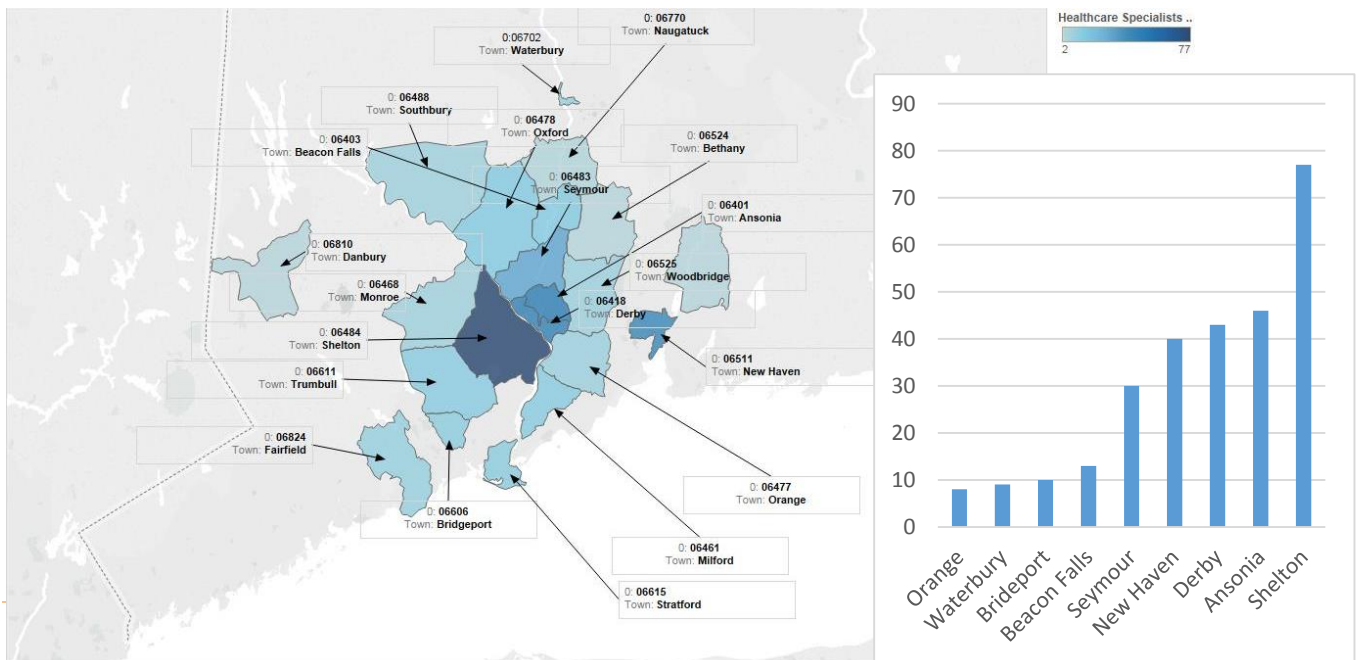 0: 06770
Town: Naugatuck
0:06702
Town: Waterbury
0: 06488
Town: Southbury
0: 06478
Town: Oxford
0: 06403
Town: Beacon Falls
0: 06524
Town: Bethany
0: 06483
Town: Seymour
0: 06401
Town: Ansonia
0: 06810
Town: Danbury
0: 06525
Town: Woodbridge
0: 06468
Town: Monroe
0: 06418
Town: Derby
0: 06484
Town: Shelton
0: 06511
Town: New Haven
0: 06611
Town: Trumbull
0: 06824
Town: Fairfield
0: 06477
Town: Orange
0: 06606
Town: Bridgeport
0: 06461
Town: Milford
0: 06615
Town: Stratford
Healthcare Specialists ..
2 77
90
80
70
60
50
40
30
20
10
0
Orange
Waterbury
Brideport
Beacon Falls
Seymour
New Haven
Derby
Ansonia
Shelton